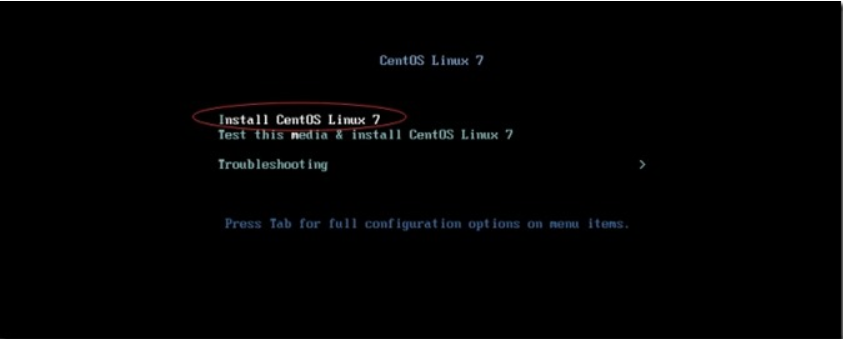 CentOS Linux 7
Install CentOS Linux 7
Test this media & install CentOS Linux 7
Troubleshooting >
Press Tab for full configuration options on menu items.